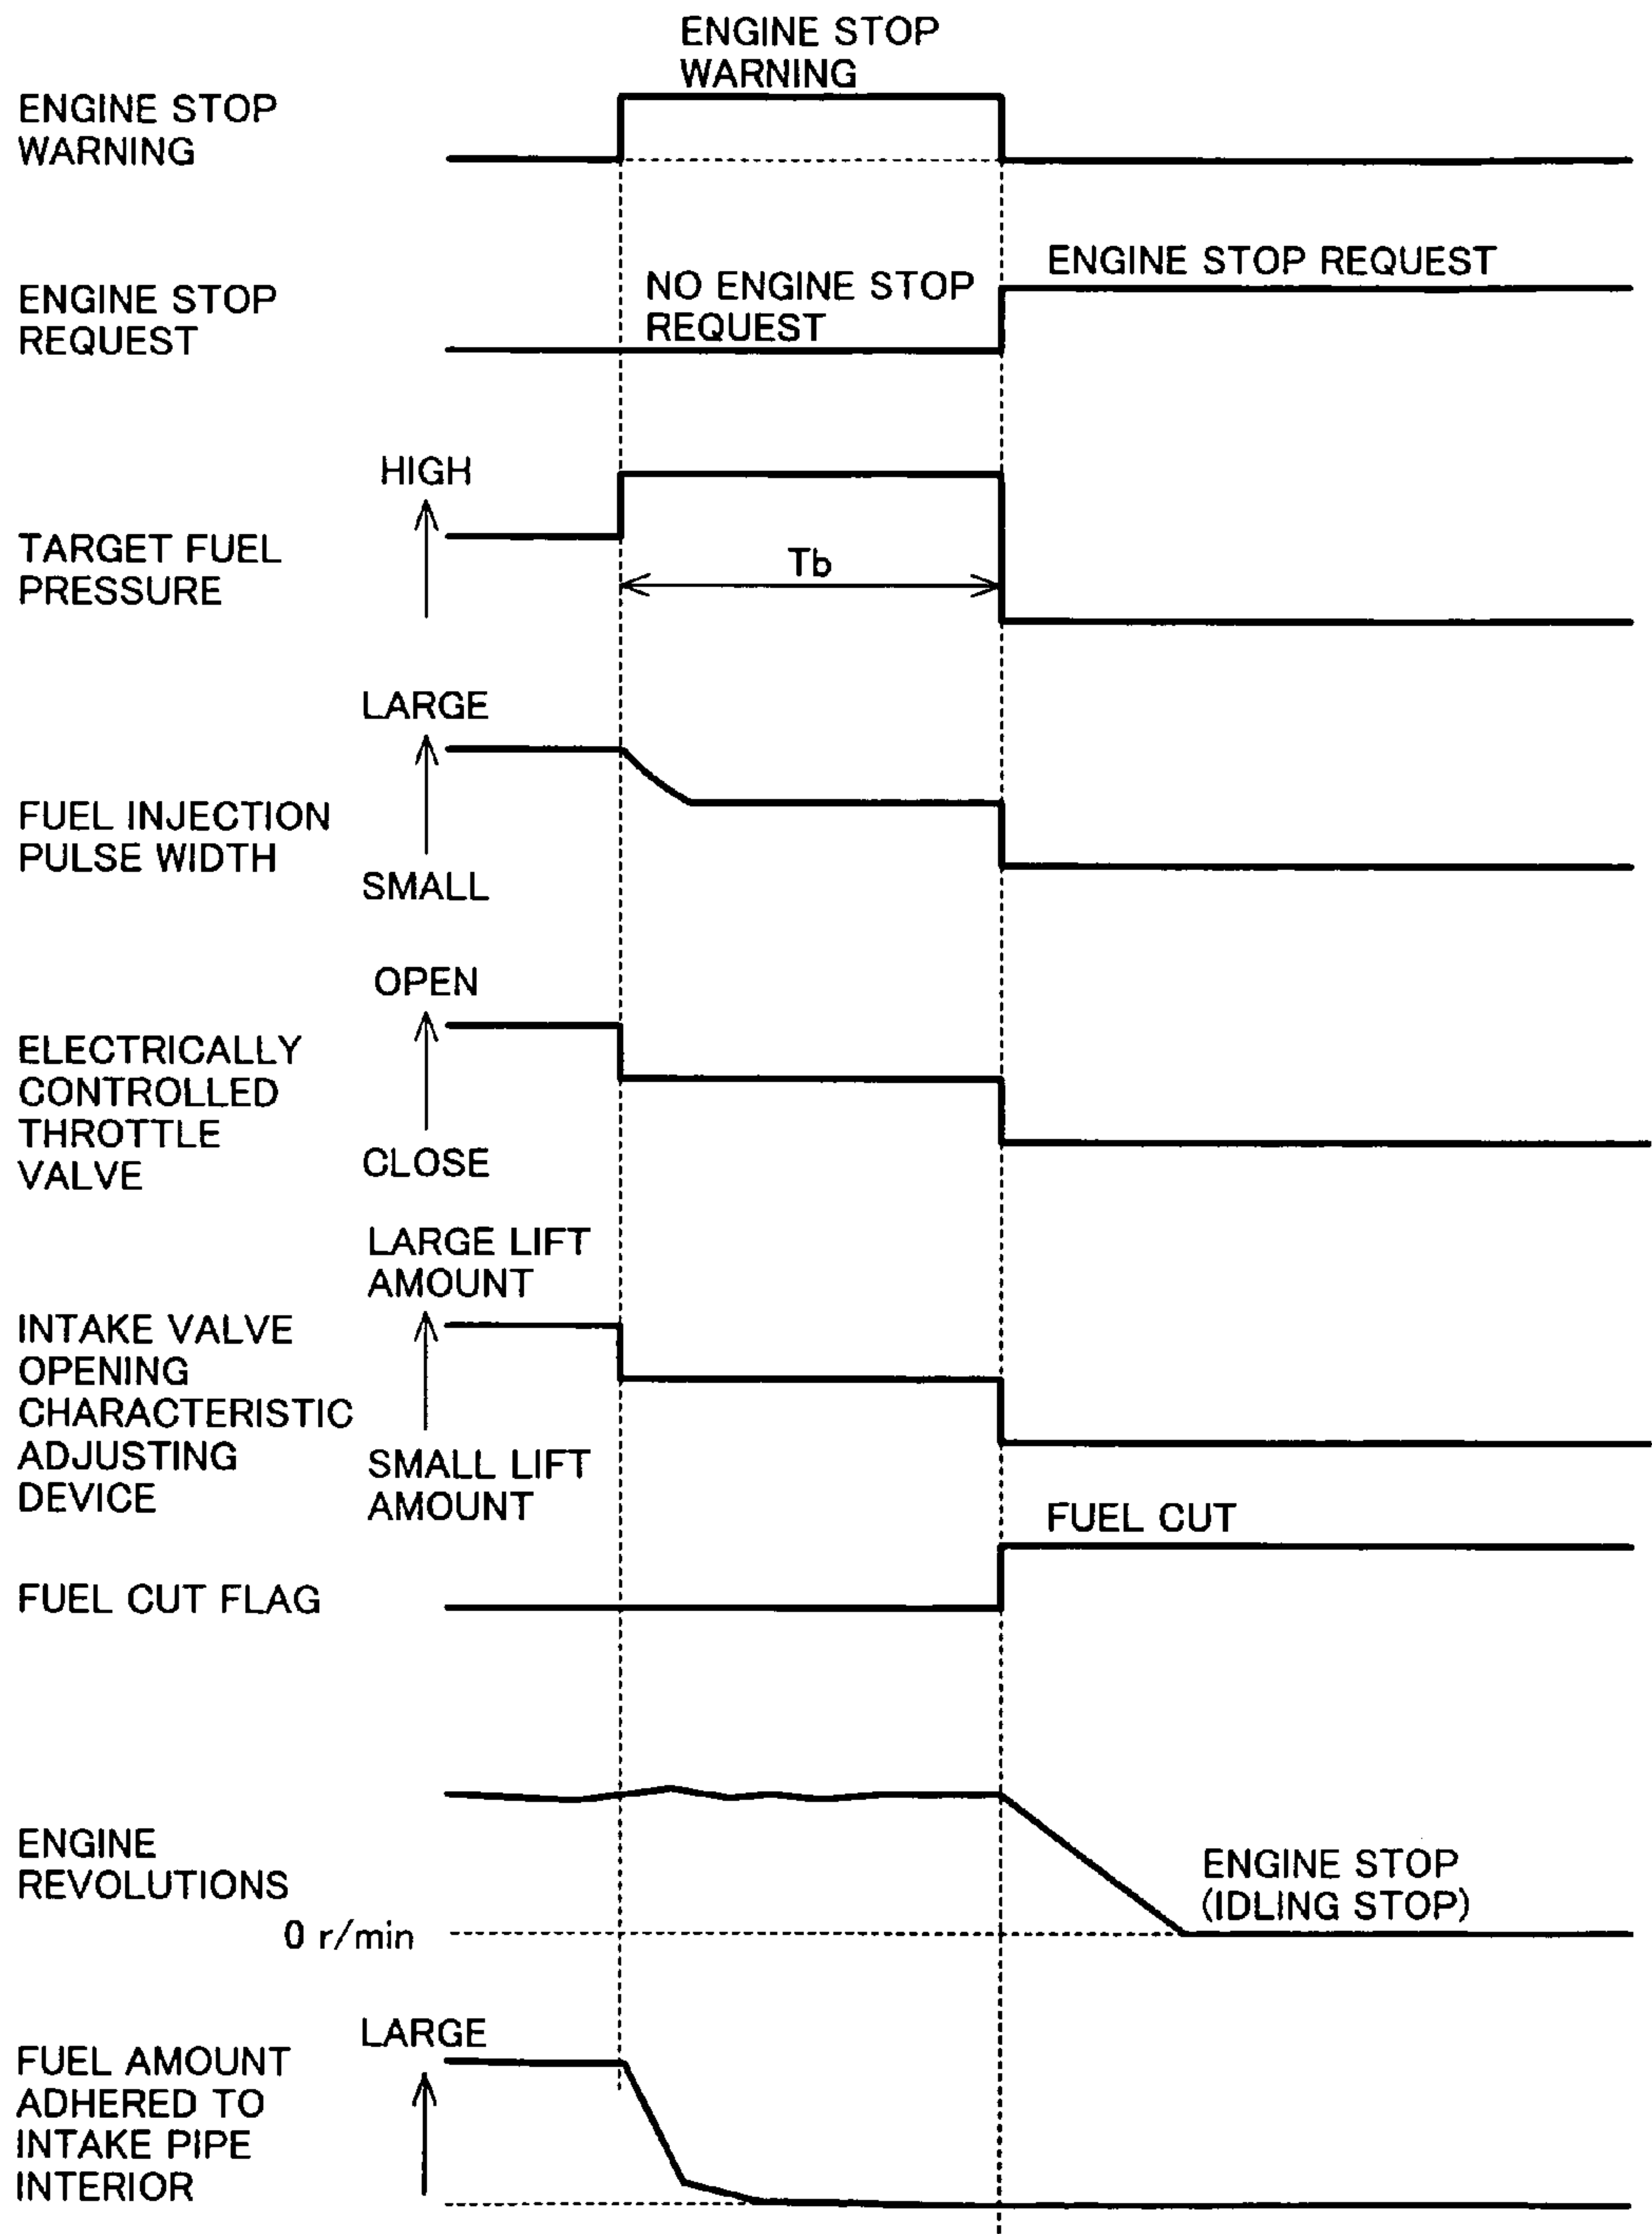 ENGINE STOP
WARNING
ENGINE STOP
WARNING
ENGINE STOP REQUEST
NO ENGINE STOP
REQUEST
ENGINE STOP
REQUEST
HIGH
TARGET FUEL
PRESSURE
Tb
LARGE
FUEL INJECTION
PULSE WIDTH
SMALL
OPEN
ELECTRICALLY
CONTROLLED
THROTTLE
VALVE
CLOSE
LARGE LIFT
AMOUNT
INTAKE VALVE
OPENING
CHARACTERISTIC
ADJUSTING
DEVICE
SMALL LIFT
AMOUNT
FUEL CUT
FUEL CUT FLAG
ENGINE
REVOLUTIONS
ENGINE STOP
(IDLING STOP)
0 r/min
LARGE
FUEL AMOUNT
ADHERED TO
INTAKE PIPE
INTERIOR